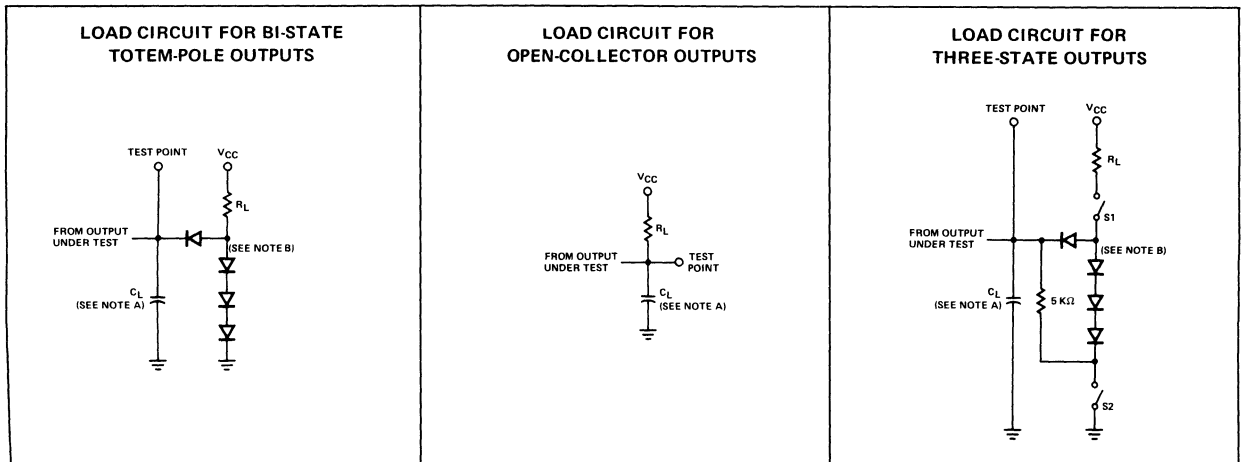 LOAD CIRCUIT FOR BI-STATE
TOTEM-POLE OUTPUTS
TEST POINT
VCC
RL
FROM OUTPUT
UNDER TEST
(SEE NOTE B)
CL
(SEE NOTE A)
LOAD CIRCUIT FOR
OPEN-COLLECTOR OUTPUTS
VCC
RL
FROM OUTPUT
UNDER TEST
TEST
POINT
CL
(SEE NOTE A)
LOAD CIRCUIT FOR
THREE-STATE OUTPUTS
TEST POINT
VCC
RL
S1
FROM OUTPUT
UNDER TEST
(SEE NOTE B)
CL
(SEE NOTE A)
5 KΩ
S2